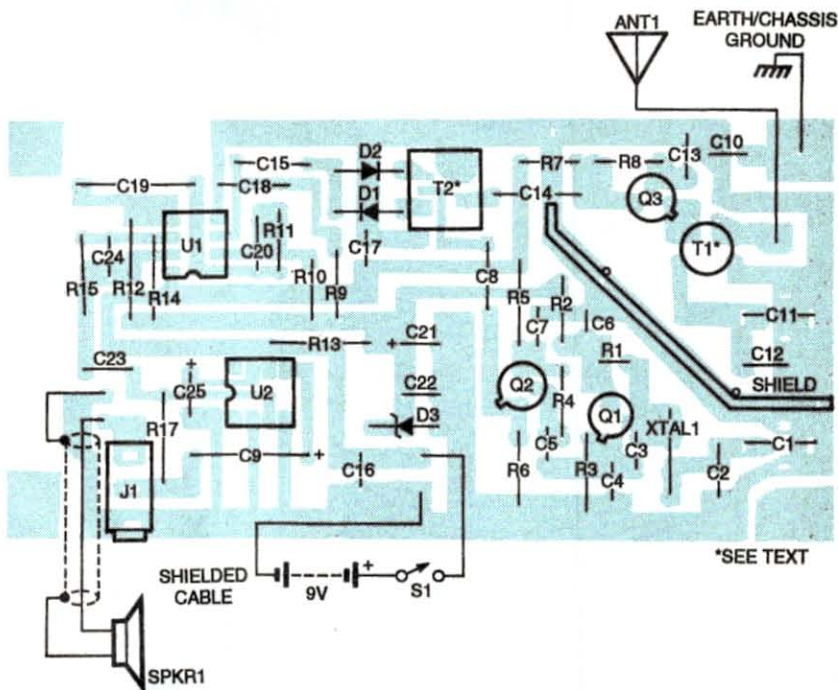 ANT1
EARTH/CHASSIS
GROUND
C19
C15
C18
D2
D1
T2*
R7
C14
R8
C13
C10
Q3
T1*
U1
C20
R11
C17
C24
R15
R12
R14
R10
R9
C8
R5
R2
C7
C6
C11
R13
+
C21
R1
C12
SHIELD
C23
+
C25
U2
C22
Q2
R4
D3
Q1
XTAL1
R17
C9
+
C16
C5
R6
R3
C4
C3
C2
C1
J1
*SEE TEXT
SHIELDED
CABLE
+
9V
S1
SPKR1